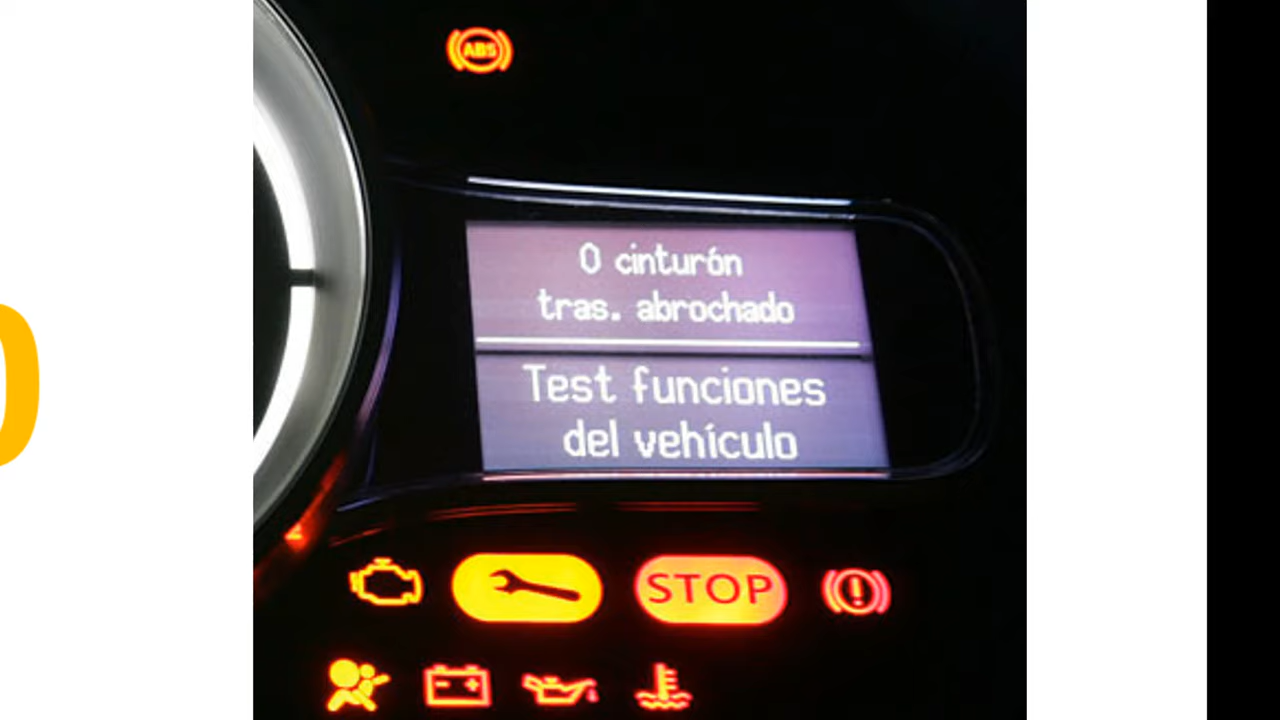 ABS
0 cinturón
tras. abrochado
Test funciones
del vehículo
STOP